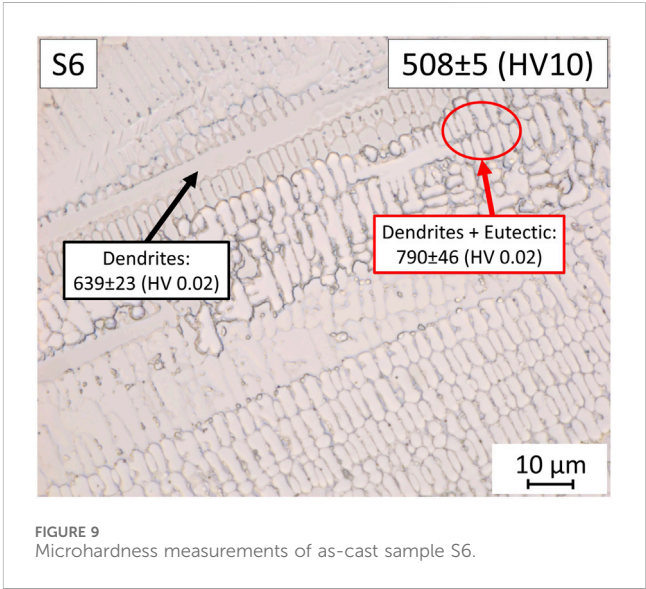 S6
508±5 (HV10)
Dendrites + Eutectic:
790±46 (HV 0.02)
Dendrites:
639±23 (HV 0.02)
10 µm
FIGURE 9
Microhardness measurements of as-cast sample S6.